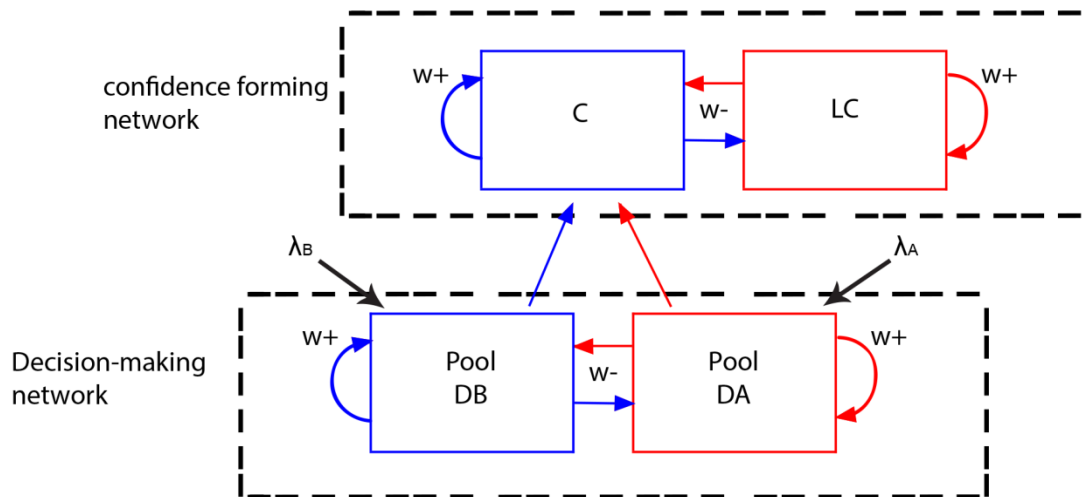 confidence forming
network
w+
C
w-
LC
w+
λB
λA
Decision-making
network
w+
Pool
DB
w-
Pool
DA
w+